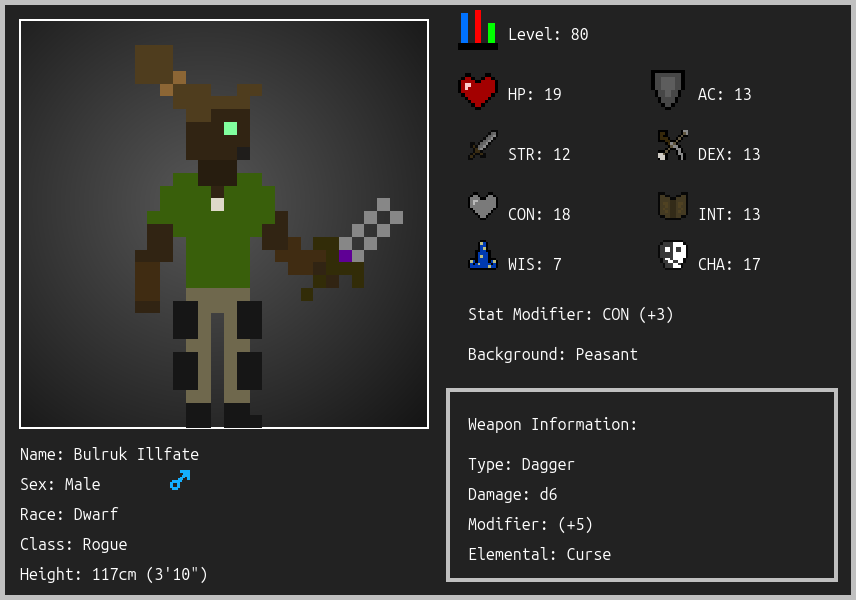 Level: 80
HP: 19
AC: 13
STR: 12
DEX: 13
CON: 18
INT: 13
WIS: 7
CHA: 17
Stat Modifier: CON (+3)
Background: Peasant
Weapon Information:
Type: Dagger
Damage: d6
Modifier: (+5)
Elemental: Curse
Name: Bulruk Illfate
Sex: Male
Race: Dwarf
Class: Rogue
Height: 117cm (3'10")